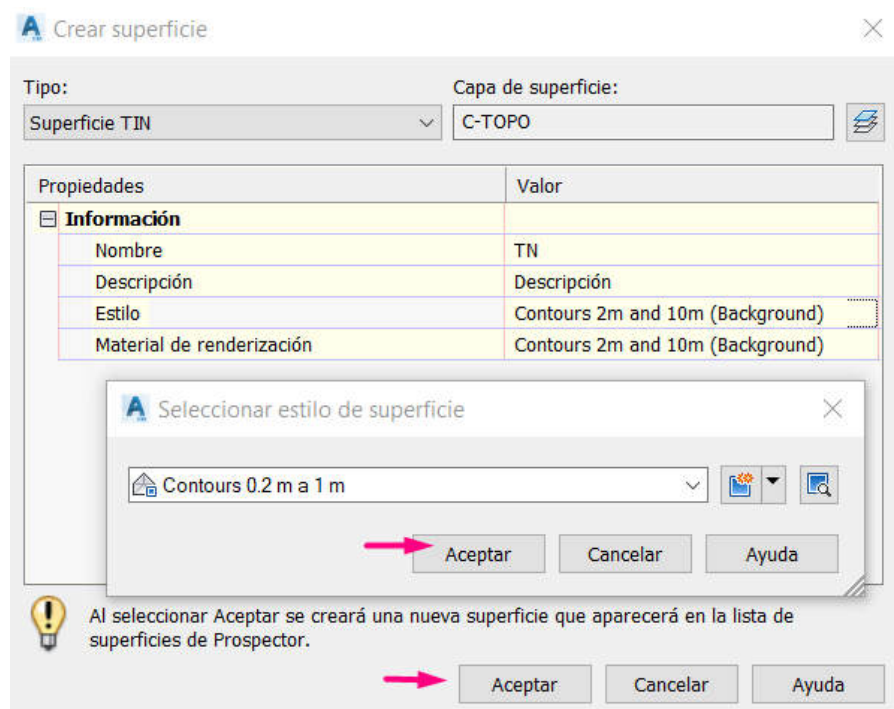 Crear superficie
Tipo:
Capa de superficie:
Superficie TIN
C-TOPO
Propiedades
Valor
Información
Nombre
TN
Descripción
Descripción
Estilo
Contours 2m and 10m (Background)
Material de renderización
Contours 2m and 10m (Background)
Seleccionar estilo de superficie
Contours 0.2 m a 1 m
Aceptar
Cancelar
Ayuda
Al seleccionar Aceptar se creará una nueva superficie que aparecerá en la lista de
superficies de Prospector.
Aceptar
Cancelar
Ayuda